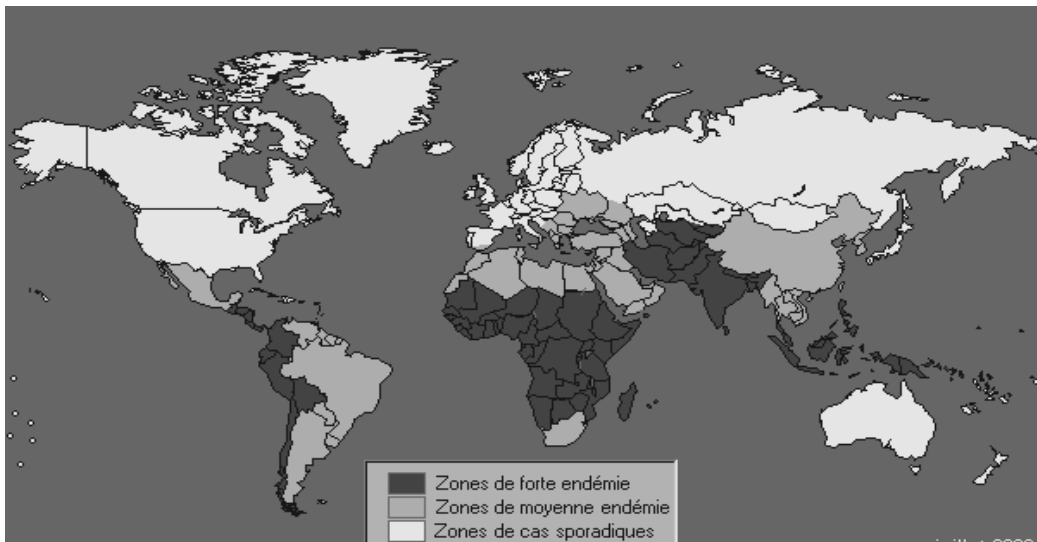 Zones de forte endémie
Zones de moyenne endémie
Zones de cas sporadiques